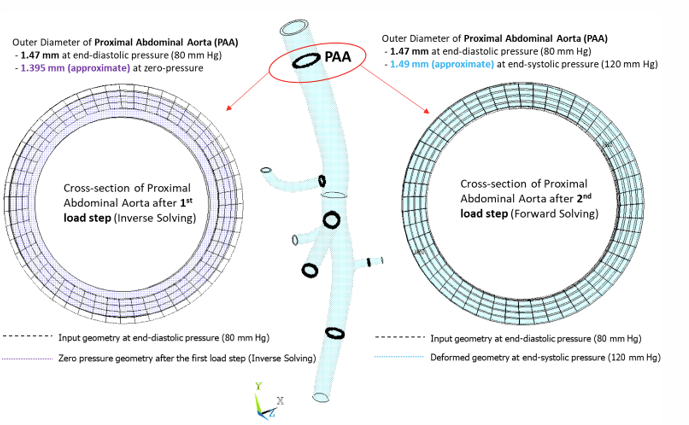 Outer Diameter of Proximal Abdominal Aorta (PAA)
- 1.47 mm at end-diastolic pressure (80 mm Hg)
- 1.395 mm (approximate) at zero-pressure
PAA
Outer Diameter of Proximal Abdominal Aorta (PAA)
- 1.47 mm at end-diastolic pressure (80 mm Hg)
- 1.49 mm (approximate) at end-systolic pressure (120 mm Hg)
Cross-section of Proximal
Abdominal Aorta after 1st
load step (Inverse Solving)
Cross-section of Proximal
Abdominal Aorta after 2nd
load step (Forward Solving)
Input geometry at end-diastolic pressure (80 mm Hg)
Zero pressure geometry after the first load step (Inverse Solving)
Input geometry at end-diastolic pressure (80 mm Hg)
Deformed geometry at end-systolic pressure (120 mm Hg)
Y
X
Z